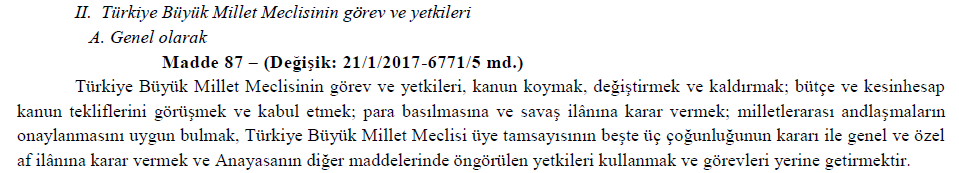 II. Türkiye Büyük Millet Meclisinin görev ve yetkileri
A. Genel olarak
Madde 87 – (Değişik: 21/1/2017-6771/5 md.)
Türkiye Büyük Millet Meclisinin görev ve yetkileri, kanun koymak, değiştirmek ve kaldırmak; bütçe ve kesinhesap
kanun tekliflerini görüşmek ve kabul etmek; para basılmasına ve savaş ilânına karar vermek; milletlerarası andlaşmaların
onaylanmasını uygun bulmak, Türkiye Büyük Millet Meclisi üye tamsayısının beşte üç çoğunluğunun kararı ile genel ve özel
af ilânına karar vermek ve Anayasanın diğer maddelerinde öngörülen yetkileri kullanmak ve görevleri yerine getirmektir.